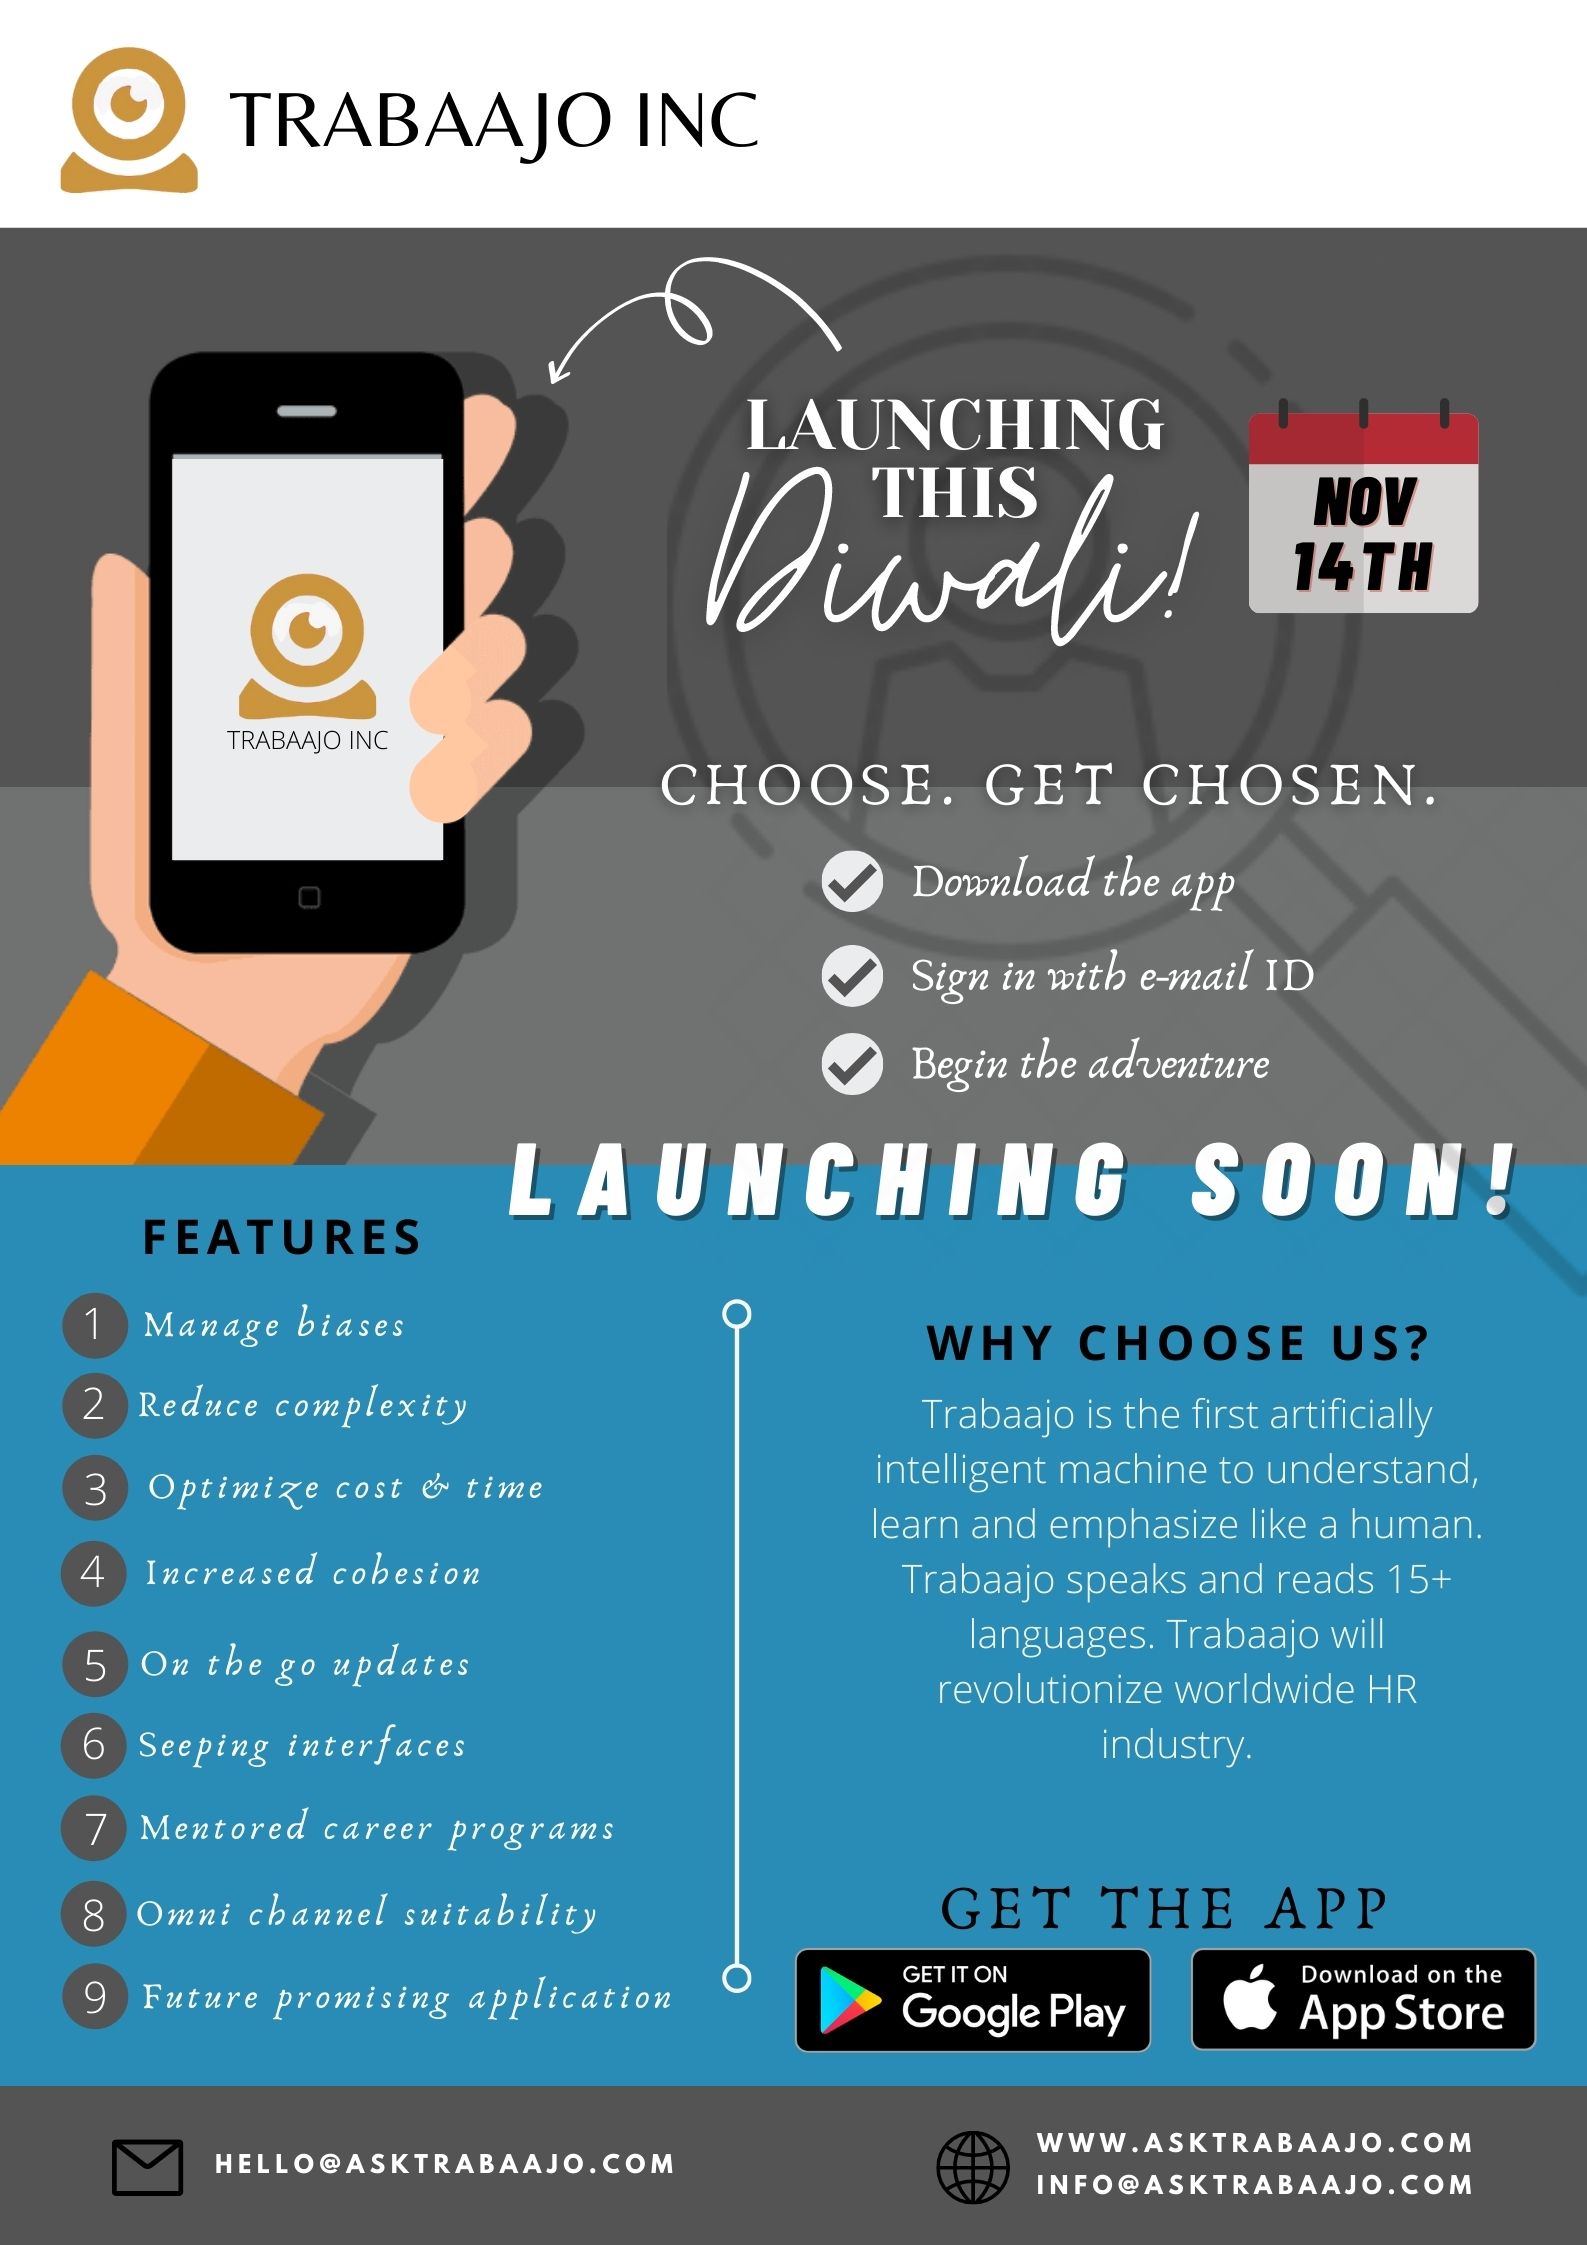 TRABAAJO INC
LAUNCHING
THIS
Diwali!
NOV
14TH
TRABAAJO INC
CHOOSE. GET CHOSEN.
Download the app
Sign in with e-mail ID
Begin the adventure
LAUNCHING SOON!
FEATURES
1 Manage biases
2 Reduce complexity
3 Optimize cost & time
4 Increased cohesion
5 On the go updates
6 Seeping interfaces
7 Mentored career programs
8 Omni channel suitability
9 Future promising application
WHY CHOOSE US?
Trabaajo is the first artificially
intelligent machine to understand,
learn and emphasize like a human.
Trabaajo speaks and reads 15+
languages. Trabaajo will
revolutionize worldwide HR
industry.
GET THE APP
GET IT ON
Google Play
Download on the
App Store
HELLO@ASKTRABAAJO.COM
WWW.ASKTRABAAJO.COM
INFO@ASKTRABAAJO.COM